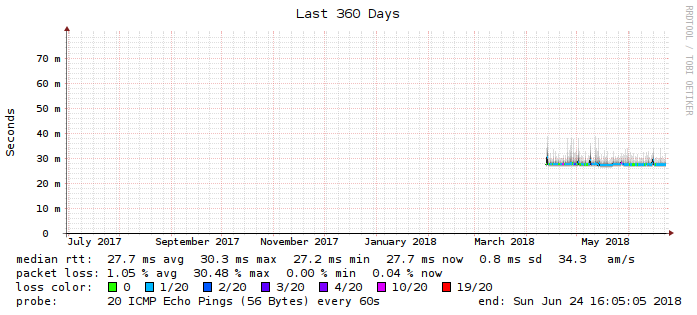 Last 360 Days
RRDTOOL / TOBI OETIKER
Seconds
70 m
60 m
50 m
40 m
30 m
20 m
10 m
0
July 2017 September 2017 November 2017 January 2018 March 2018 May 2018
median rtt: 27.7 ms avg 30.3 ms max 27.2 ms min 27.7 ms now 0.8 ms sd 34.3 am/s
packet loss: 1.05 % avg 30.48 % max 0.00 % min 0.04 % now
loss color: 0 1/20 2/20 3/20 4/20 10/20 19/20
probe: 20 ICMP Echo Pings (56 Bytes) every 60s end: Sun Jun 24 16:05:05 2018